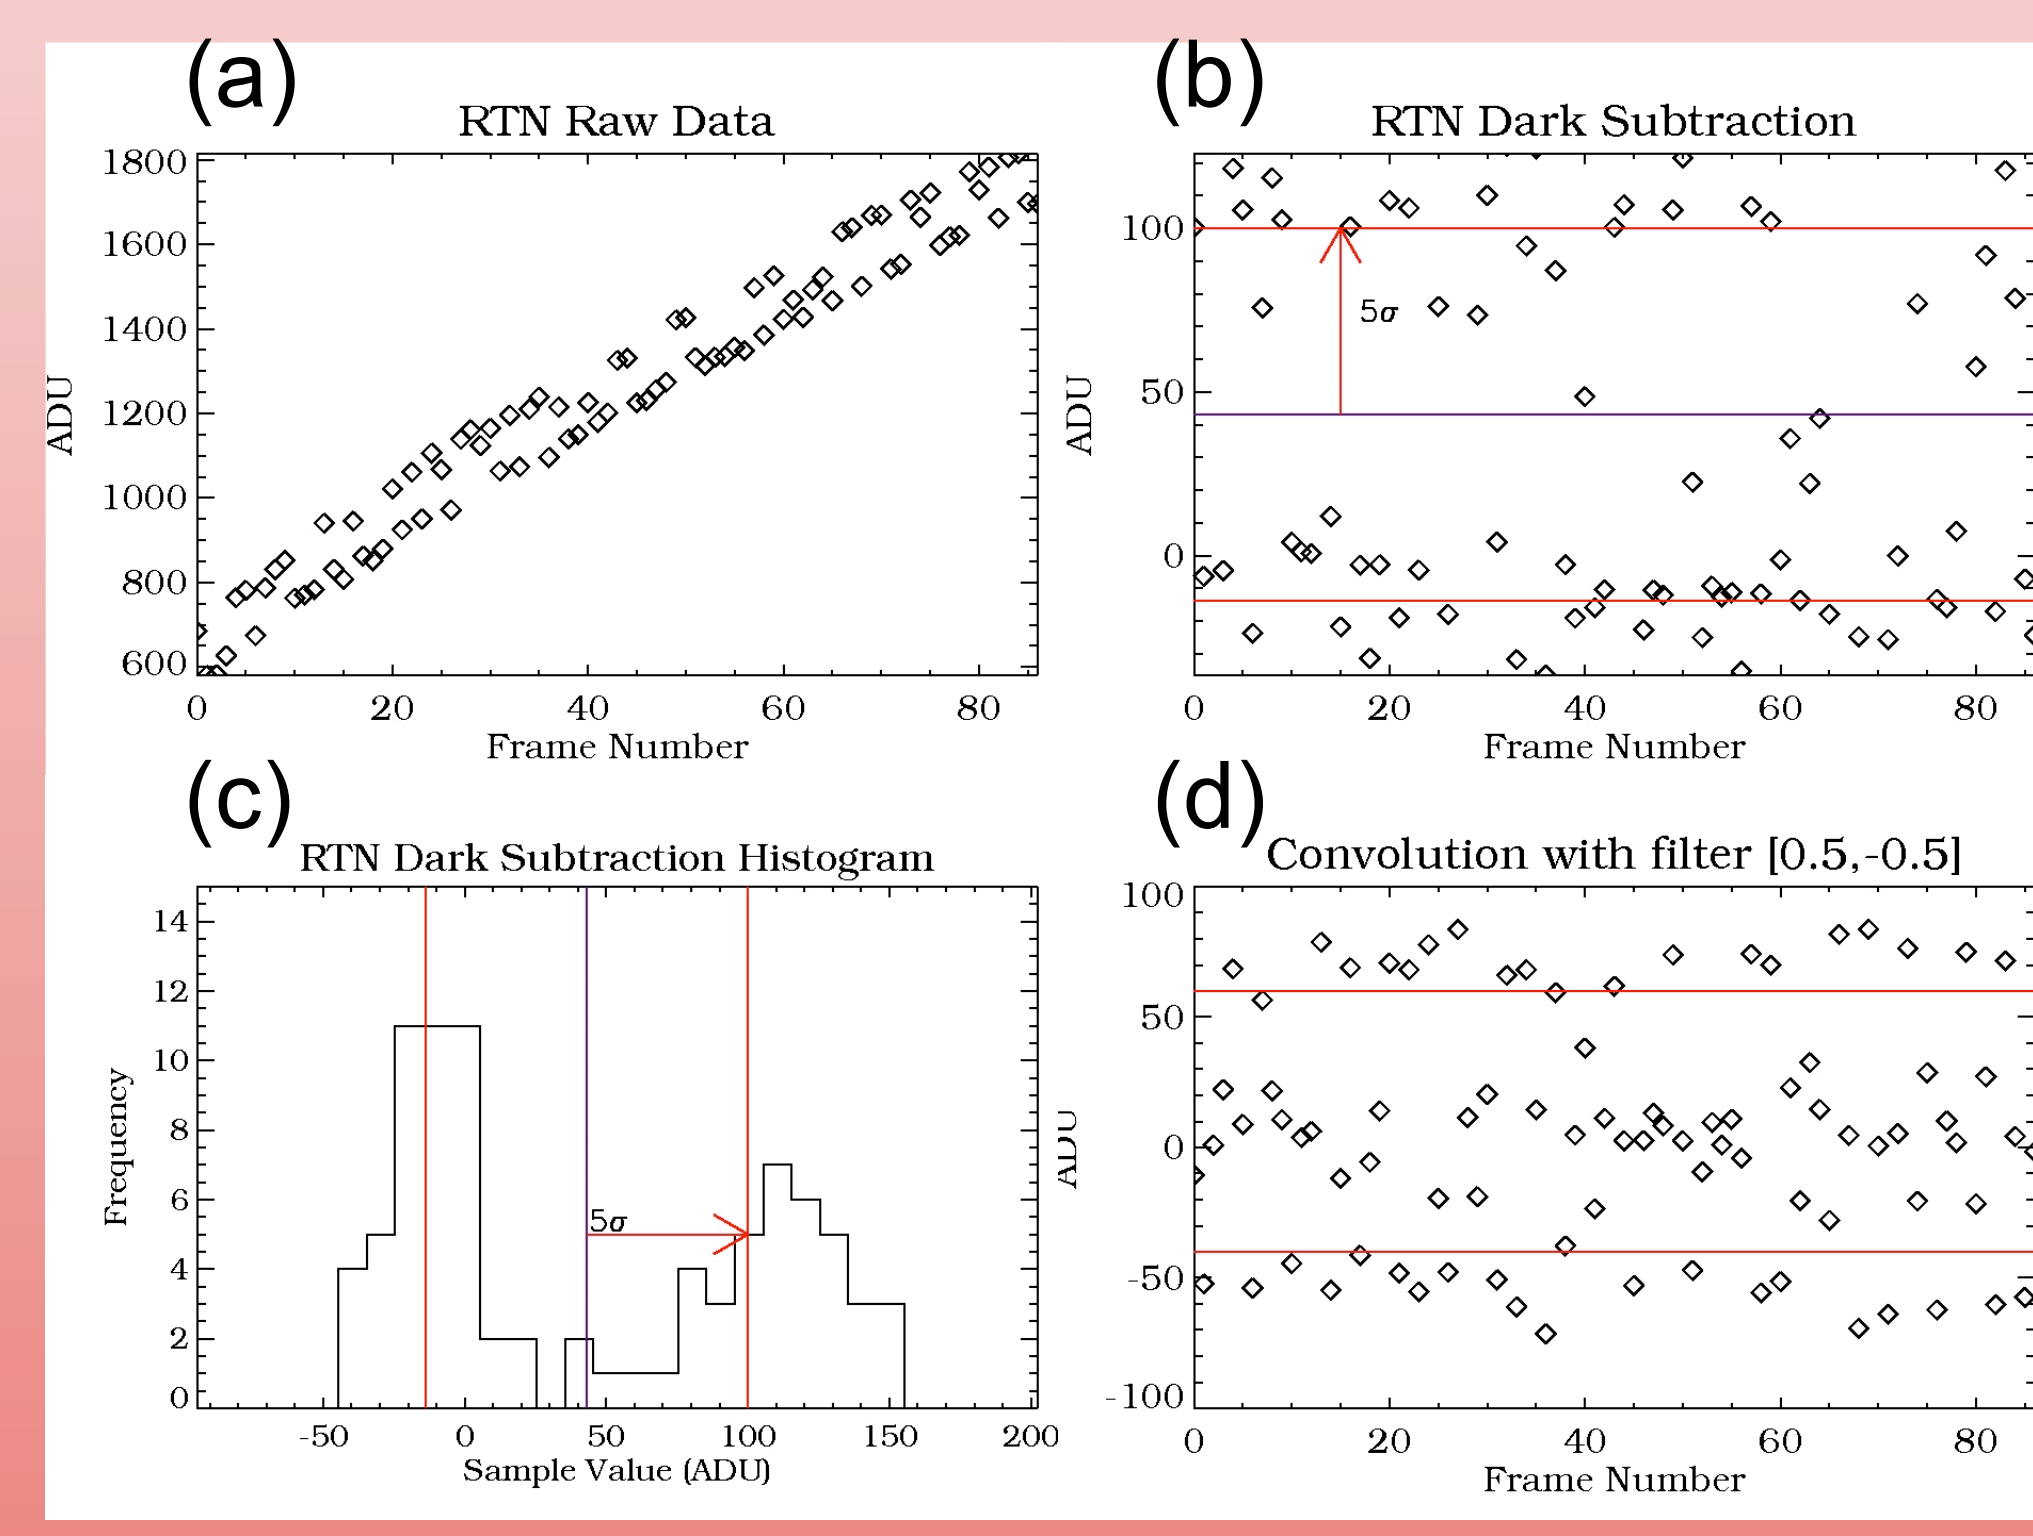 (a)
RTN Raw Data
1800
1600
1400
1200
1000
800
600
ADU
0 20 40 60 80
Frame Number
(b)
RTN Dark Subtraction
100
50
0
ADU
5σ
0 20 40 60 80
Frame Number
(c)
RTN Dark Subtraction Histogram
14
12
10
8
6
4
2
0
Frequency
5σ
-50 0 50 100 150 200
Sample Value (ADU)
(d)
Convolution with filter [0.5,-0.5]
100
50
0
-50
-100
ADU
0 20 40 60 80
Frame Number